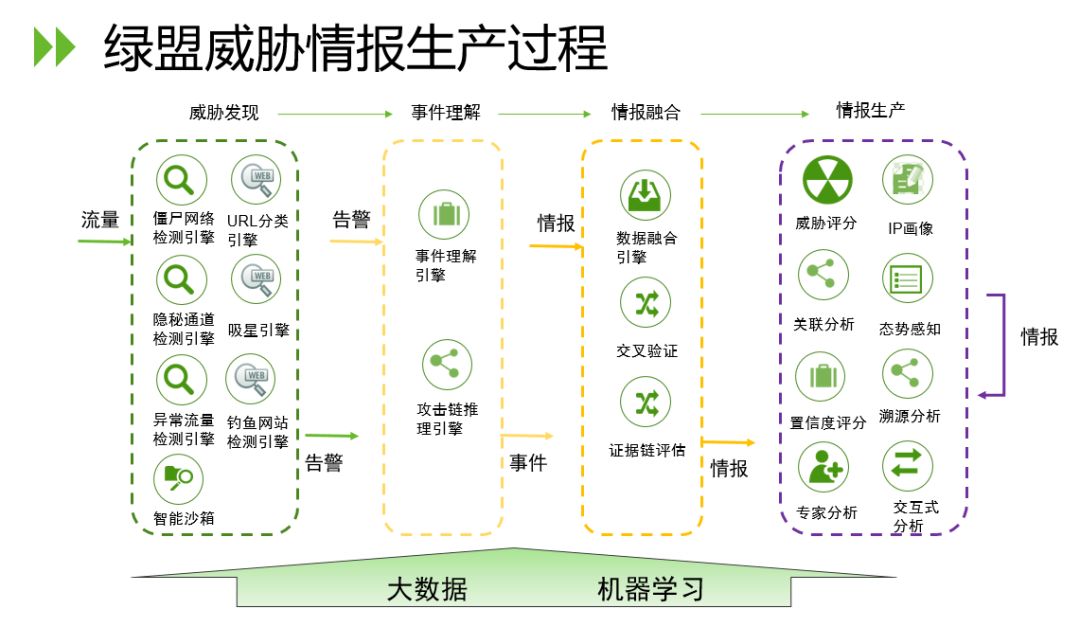 绿盟威胁情报生产过程
威胁发现
事件理解
情报融合
情报生产
流量
僵尸网络
检测引擎
WEB
URL分类
引擎
隐秘通道
检测引擎
WEB
吸星引擎
异常流量
检测引擎
WEB
钓鱼网站
检测引擎
智能沙箱
告警
告警
事件理解
引擎
攻击链推
理引擎
情报
事件
数据融合
引擎
交叉验证
证据链评估
情报
威胁评分
IP画像
关联分析
态势感知
置信度评分
溯源分析
专家分析
交互式
分析
情报
大数据
机器学习